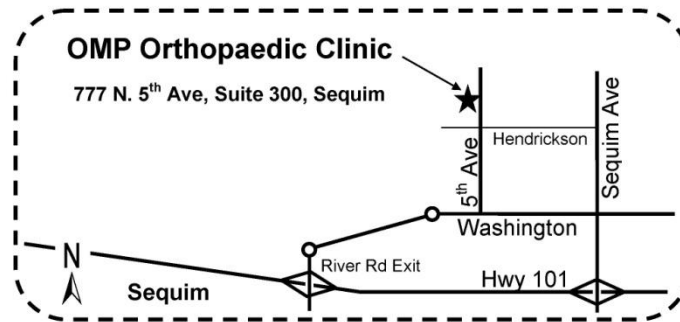 OMP Orthopaedic Clinic
777 N. 5th Ave, Suite 300, Sequim
Hendrickson
5th Ave
Sequim Ave
Washington
River Rd Exit
Hwy 101
N
Sequim